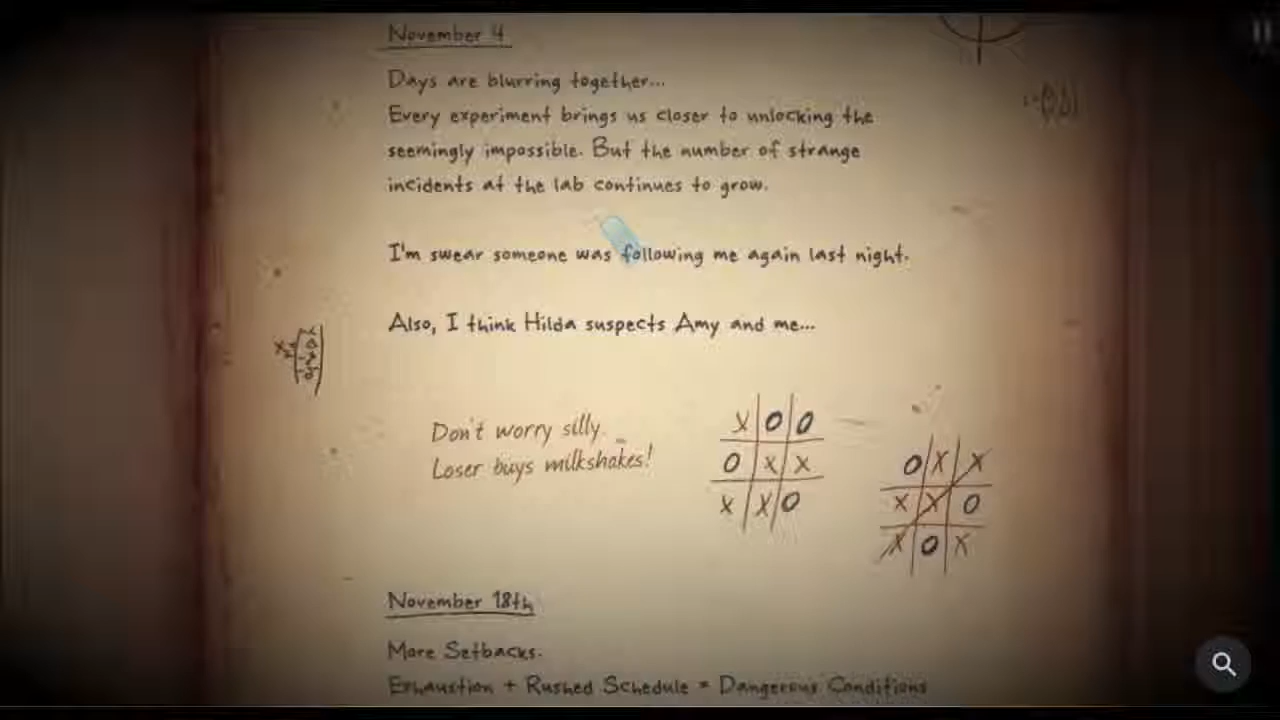 November 4
Days are blurring together...
Every experiment brings us closer to unlocking the
seemingly impossible. But the number of strange
incidents at the lab continues to grow.
I'm swear someone was following me again last night.
Also, I think Hilda suspects Amy and me...
Don't worry silly.
Loser buys milkshakes!
X O O
O X X
X X O
O X X
X X O
X O X
November 18th
More Setbacks.
Exhaustion + Rushed Schedule = Dangerous Conditions